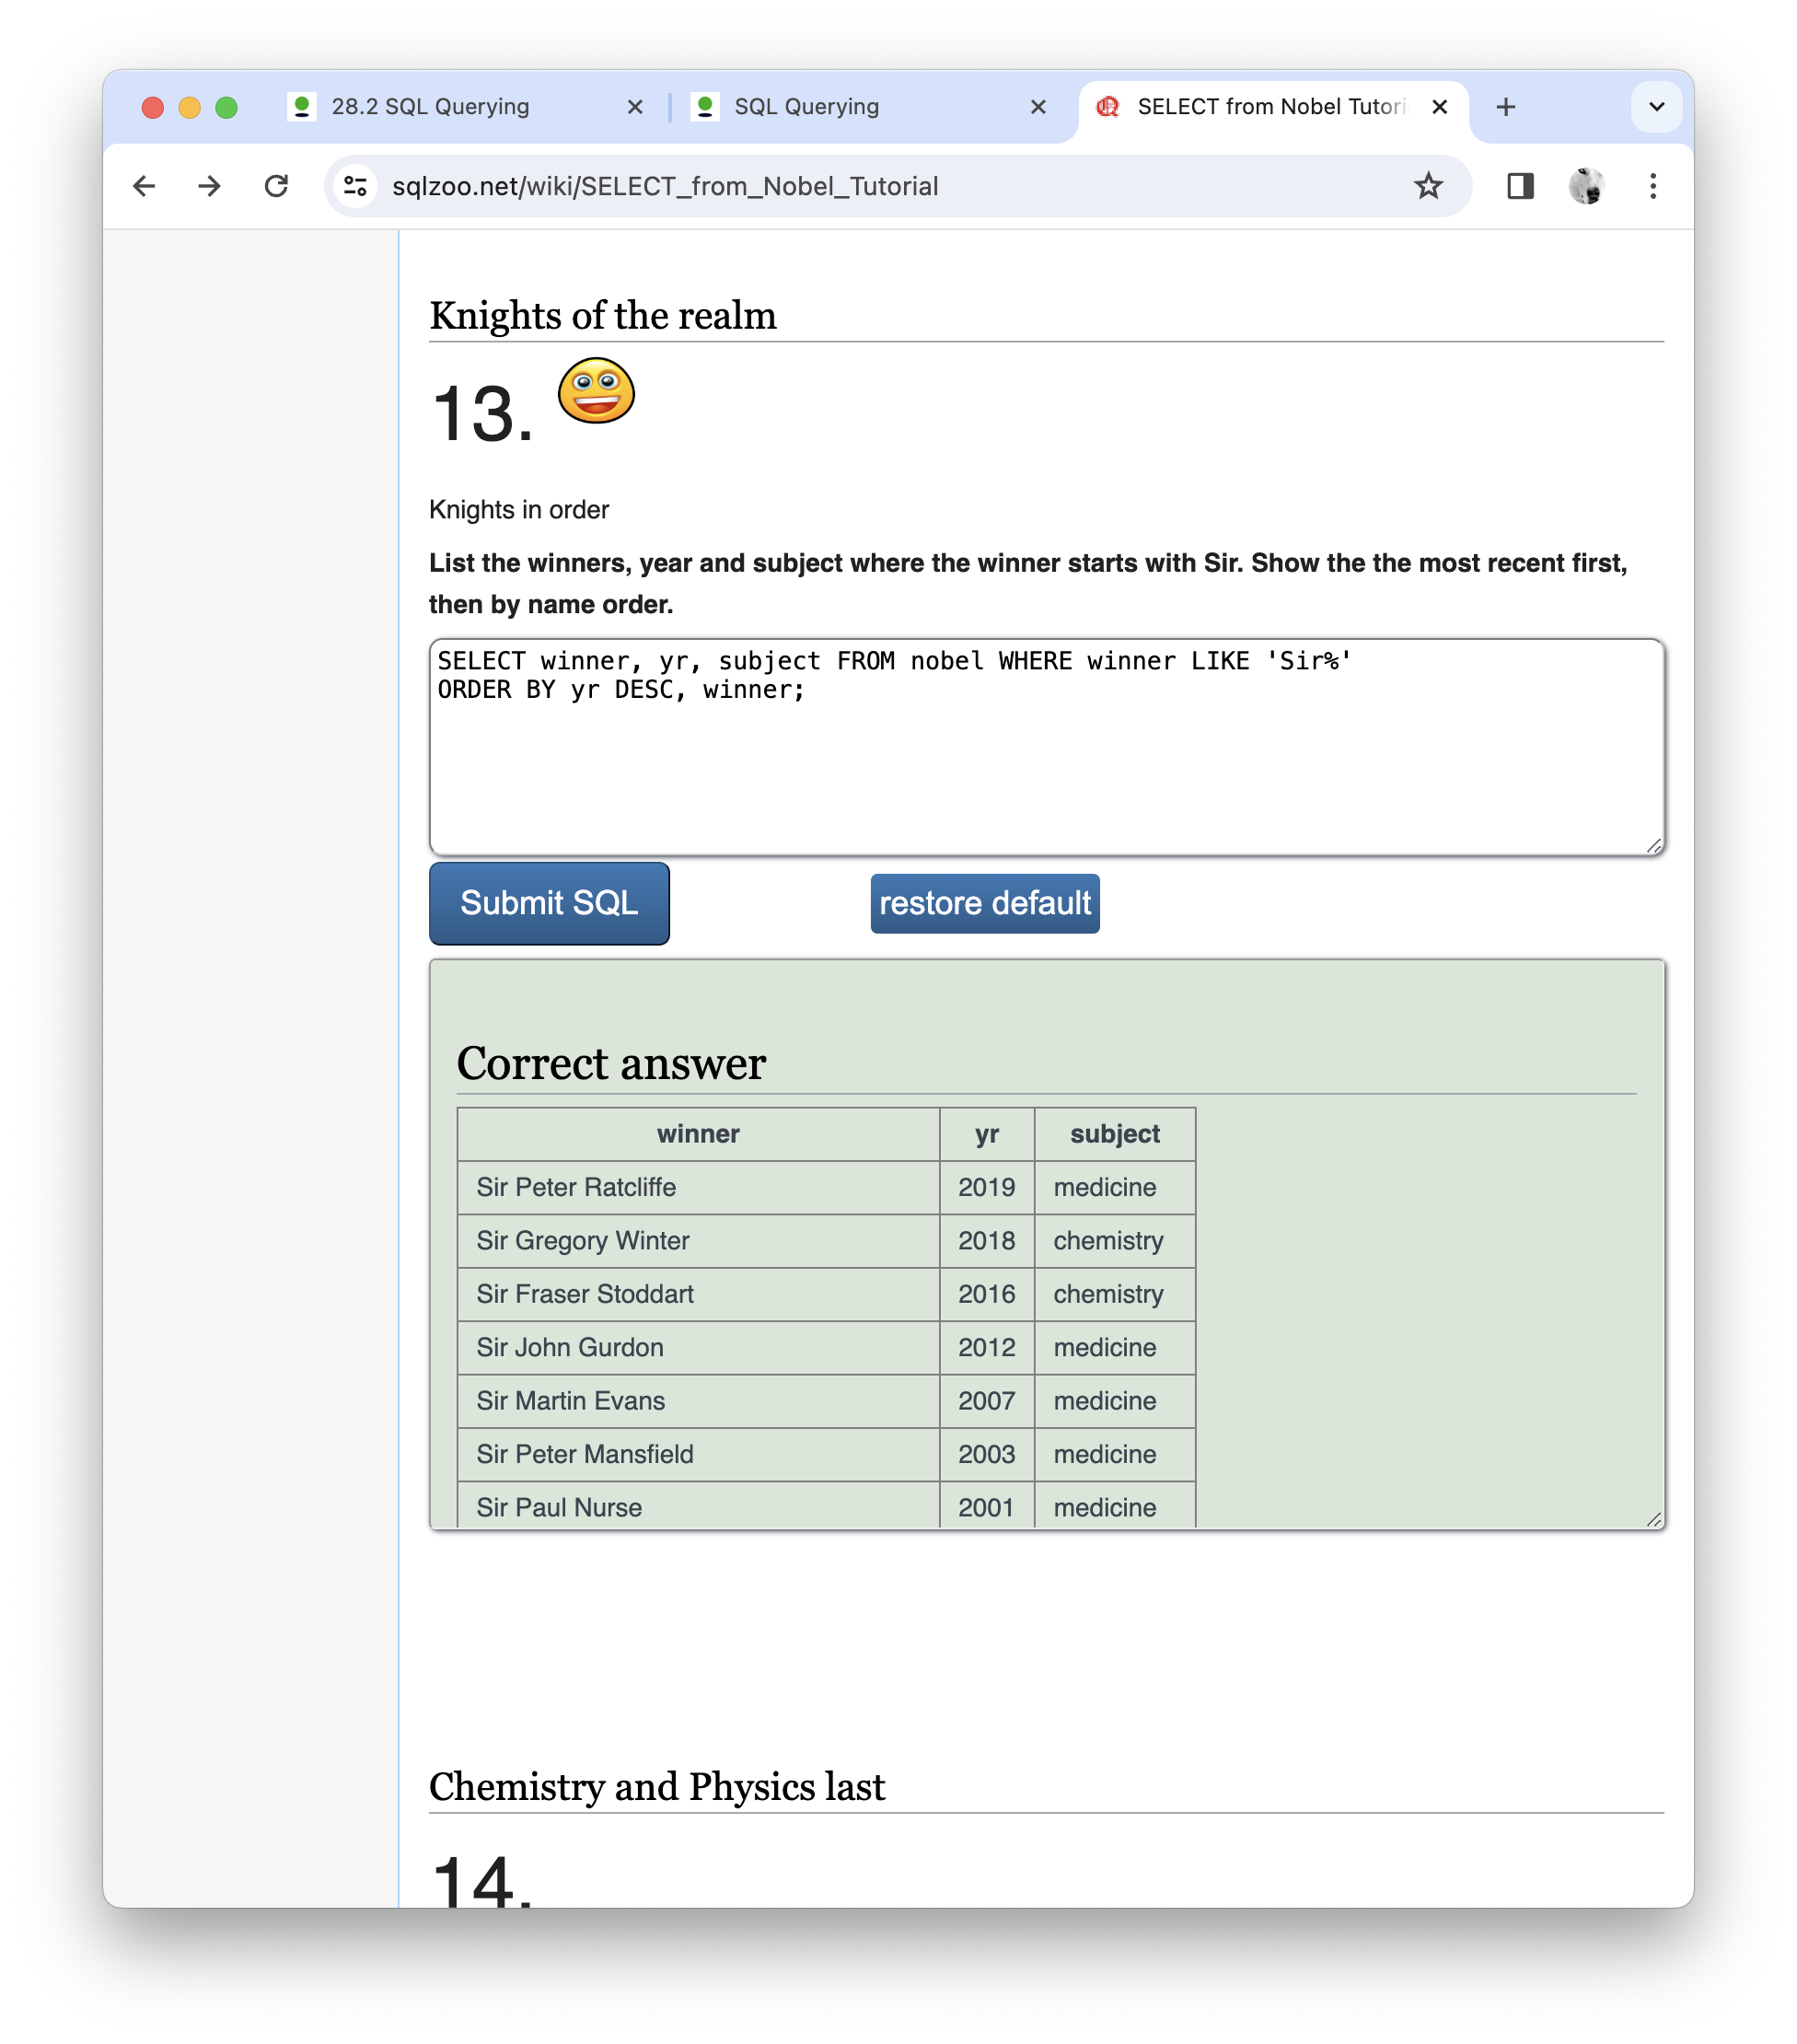 28.2 SQL Querying
SQL Querying
SELECT from Nobel Tutori
sqlzoo.net/wiki/SELECT_from_Nobel_Tutorial
Knights of the realm
13.
Knights in order
List the winners, year and subject where the winner starts with Sir. Show the the most recent first,
then by name order.
SELECT winner, yr, subject FROM nobel WHERE winner LIKE 'Sir%'
ORDER BY yr DESC, winner;
Submit SQL restore default
Correct answer
winner yr subject
Sir Peter Ratcliffe 2019 medicine
Sir Gregory Winter 2018 chemistry
Sir Fraser Stoddart 2016 chemistry
Sir John Gurdon 2012 medicine
Sir Martin Evans 2007 medicine
Sir Peter Mansfield 2003 medicine
Sir Paul Nurse 2001 medicine
Chemistry and Physics last
14.